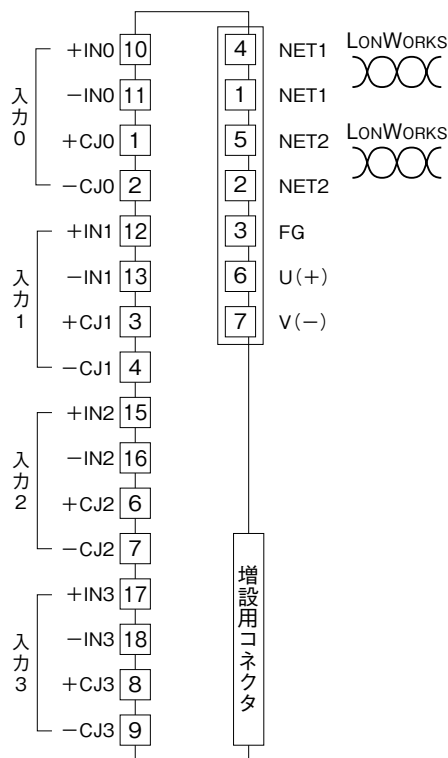 入力0
+IN0 10
−IN0 11
+CJ0 1
−CJ0 2
入力1
+IN1 12
−IN1 13
+CJ1 3
−CJ1 4
入力2
+IN2 15
−IN2 16
+CJ2 6
−CJ2 7
入力3
+IN3 17
−IN3 18
+CJ3 8
−CJ3 9
4 NET1 LONWORKS
1 NET1
5 NET2 LONWORKS
2 NET2
3 FG
6 U(+)
7 V(−)
増設用コネクタ